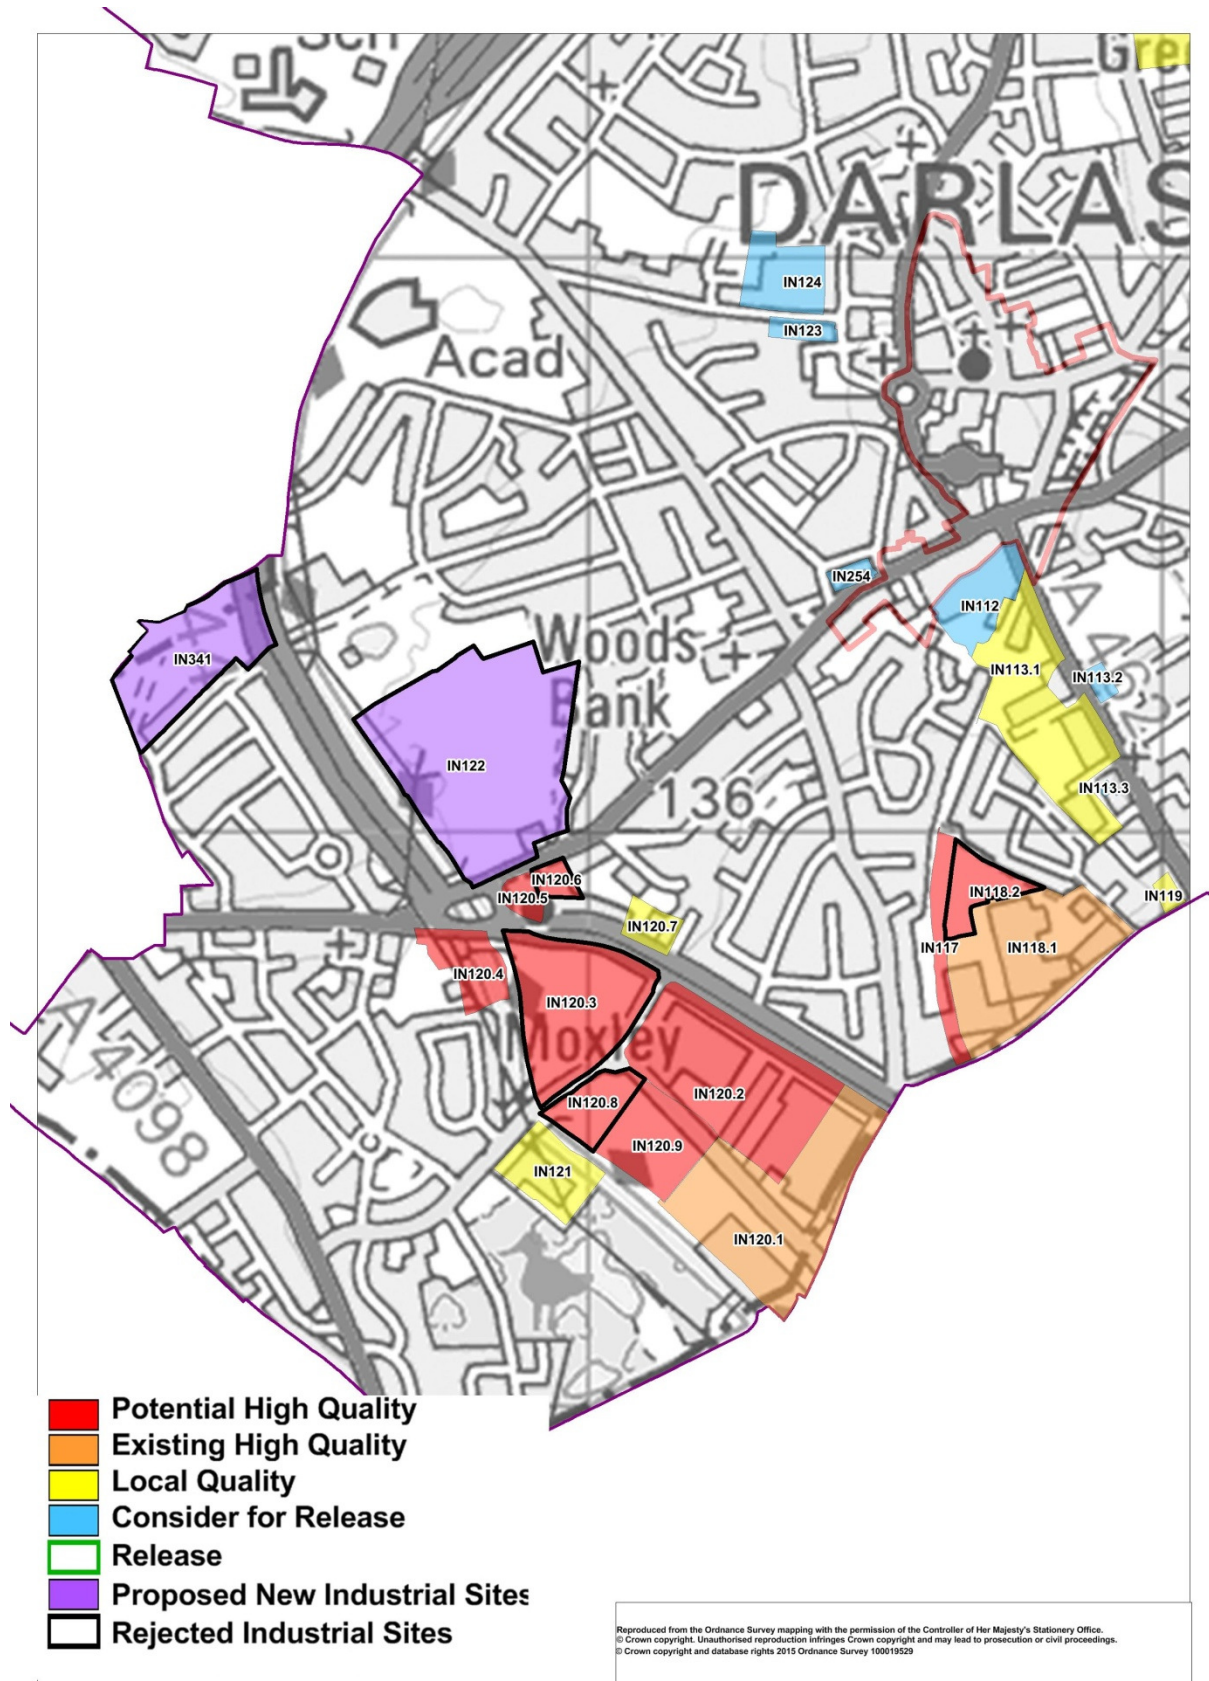 Sch
Gre
DARLAS
IN124
IN123
Acad
IN254
IN112
Woods
Bank
IN341
IN113.1
IN113.2
A 462
IN122
136
IN113.3
IN120.6
IN120.5
IN118.2
IN119
IN120.7
IN117
IN118.1
IN120.4
IN120.3
Moxley
A 4098
IN120.2
IN120.8
IN120.9
IN121
IN120.1
Potential High Quality
Existing High Quality
Local Quality
Consider for Release
Release
Proposed New Industrial Sites
Rejected Industrial Sites
Reproduced from the Ordnance Survey mapping with the permission of the Controller of Her Majesty's Stationery Office.
© Crown copyright. Unauthorised reproduction infringes Crown copyright and may lead to prosecution or civil proceedings.
© Crown copyright and database rights 2015 Ordnance Survey 100019529